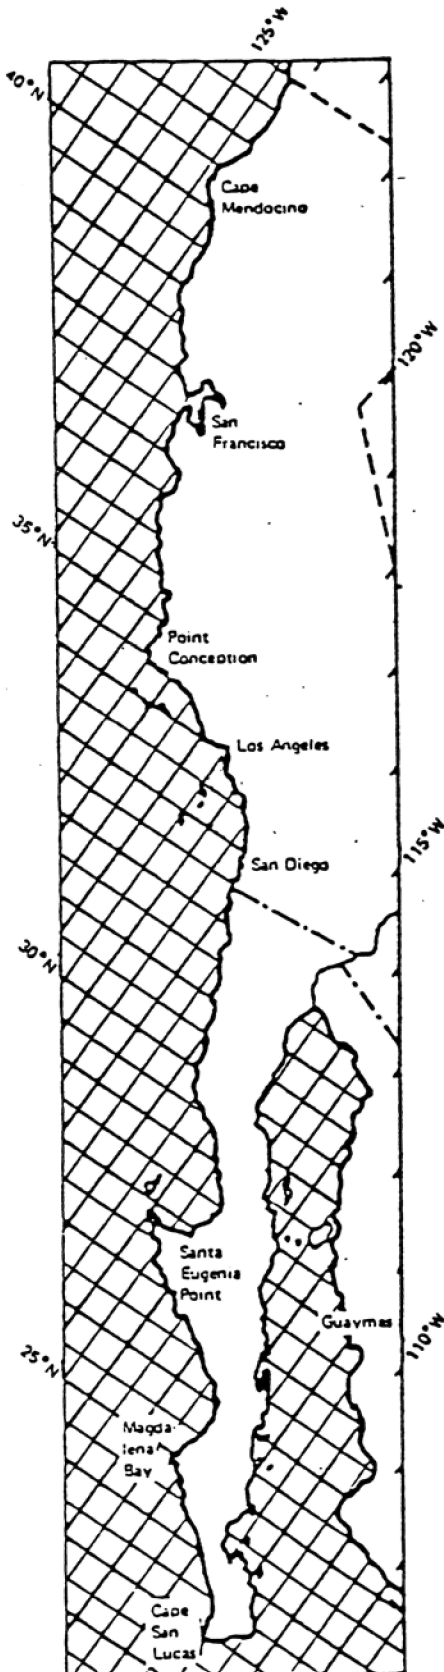 125°W
40°N
Cape
Mendocino
120°W
San
Francisco
35°N
Point
Conception
Los Angeles
115°W
San Diego
30°N
Santa
Eugenia
Point
Guaymas
110°W
25°N
Magda-
lena
Bay
Cape
San
Lucas